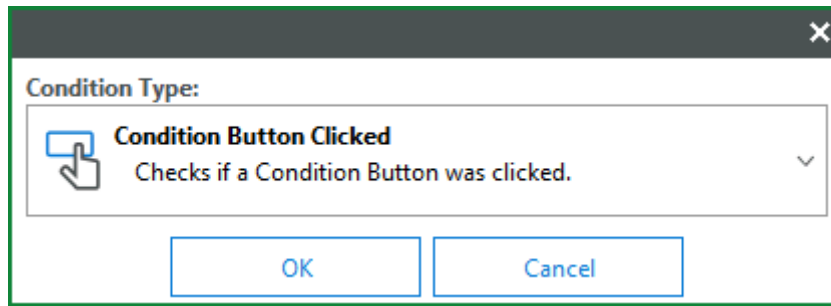 Condition Type:
Condition Button Clicked
Checks if a Condition Button was clicked.
OK
Cancel